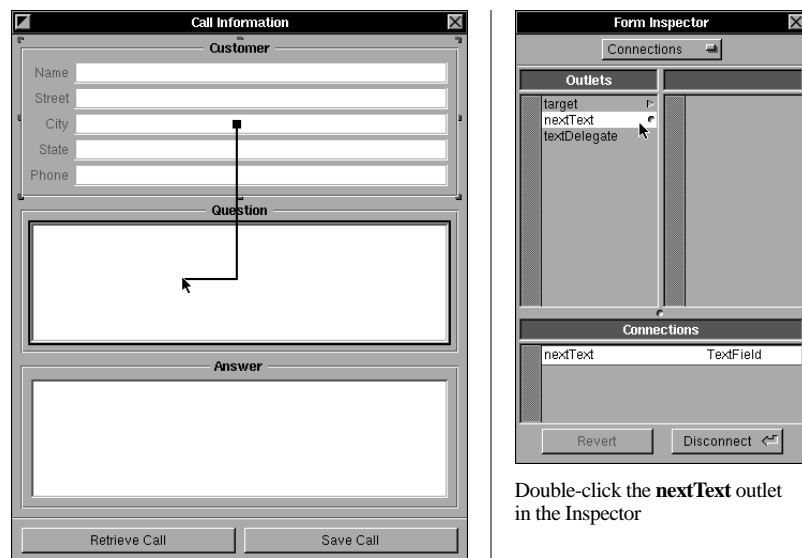 Call Information
Customer
Name
Street
City
State
Phone
Question
Answer
Retrieve Call
Save Call
Form Inspector
Connections
Outlets
target
nextText
textDelegate
Connections
nextText TextField
Revert
Disconnect
Double-click the nextText outlet
in the Inspector